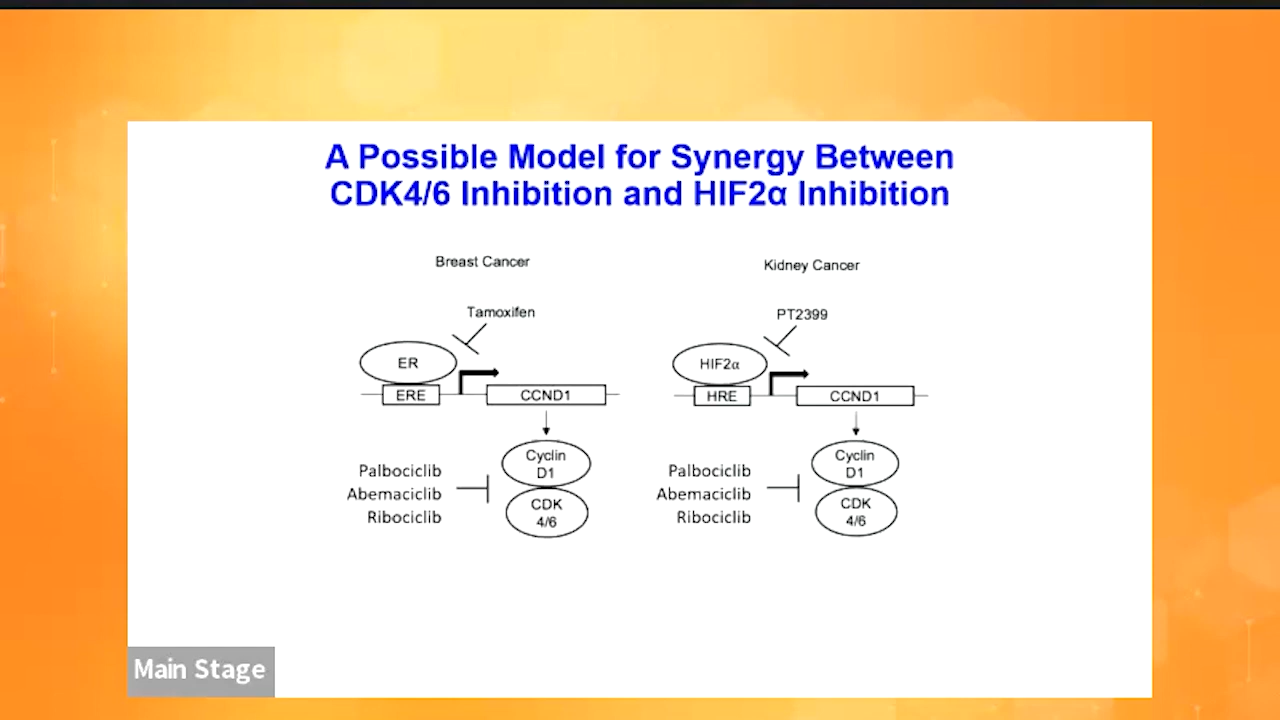 A Possible Model for Synergy Between
CDK4/6 Inhibition and HIF2α Inhibition
Breast Cancer
Tamoxifen
ER
ERE
CCND1
Cyclin
D1
CDK
4/6
Palbociclib
Abemaciclib
Ribociclib
Kidney Cancer
PT2399
HIF2α
HRE
CCND1
Cyclin
D1
CDK
4/6
Palbociclib
Abemaciclib
Ribociclib
Main Stage